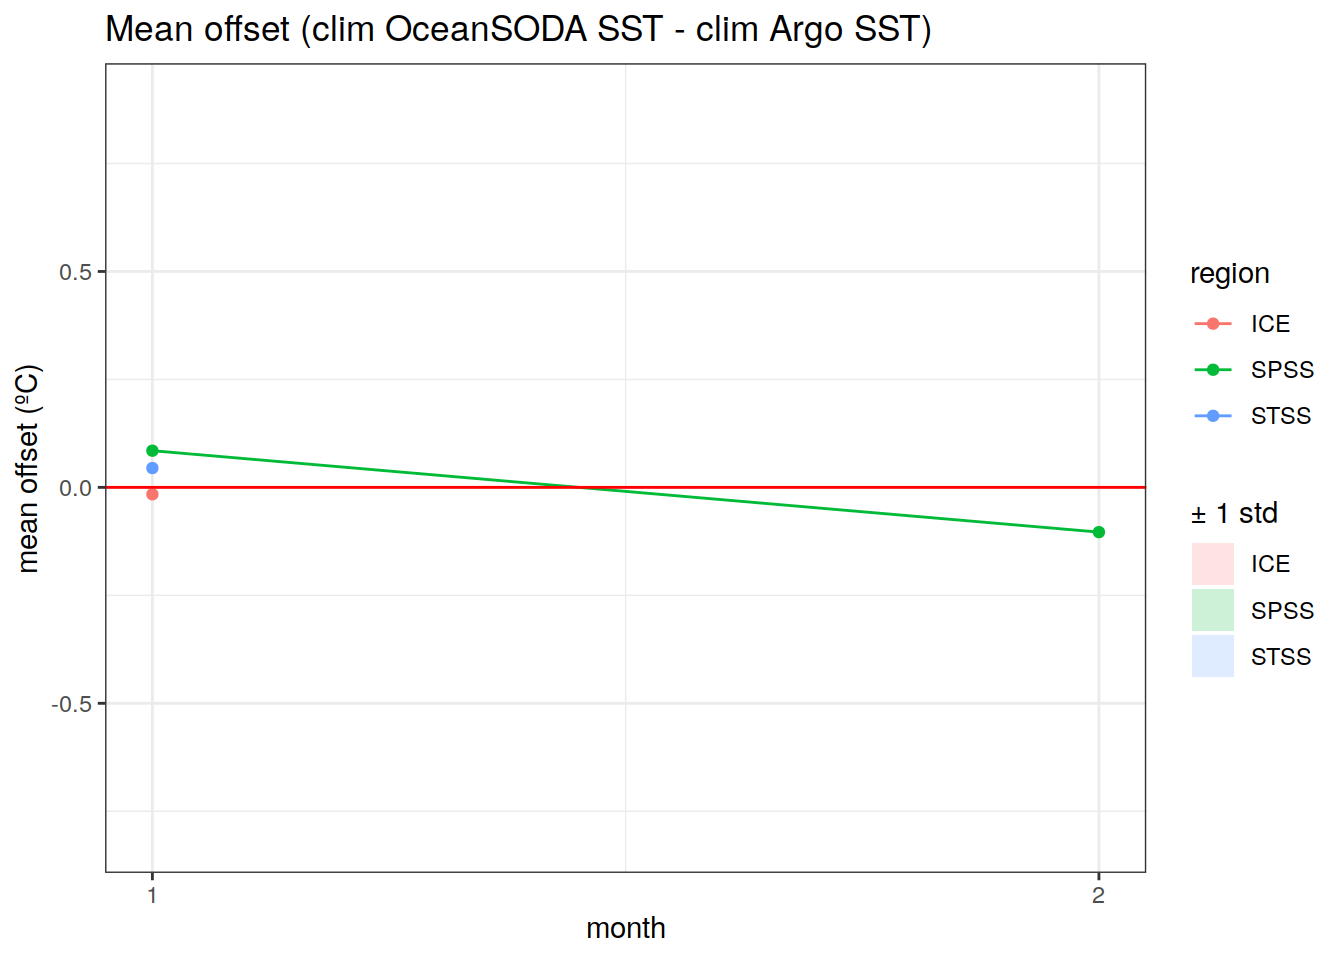 Mean offset (clim OceanSODA SST - clim Argo SST)
mean offset (ºC)
0.5
0.0
-0.5
1
2
month
region
ICE
SPSS
STSS
± 1 std
ICE
SPSS
STSS